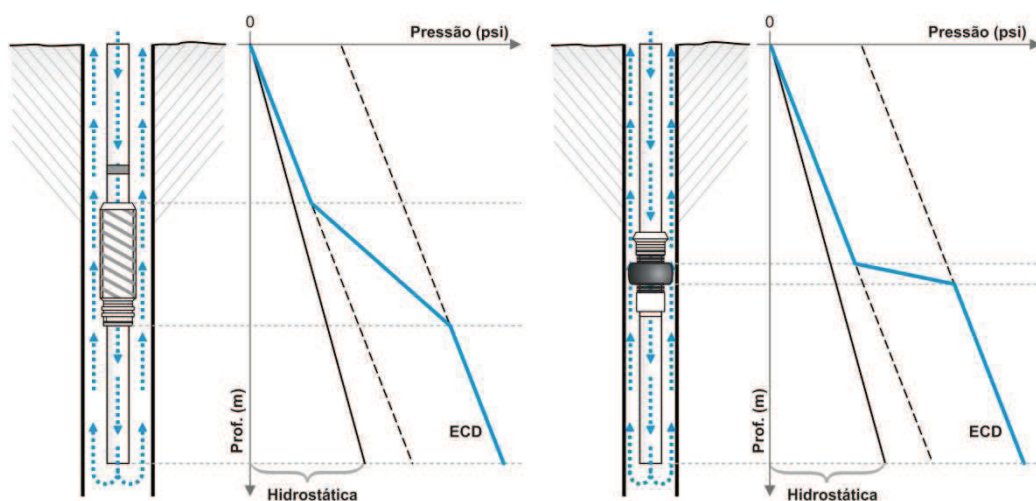 0
Pressão (psi)
Prof. (m)
ECD
Hidrostática
0
Pressão (psi)
Prof. (m)
ECD
Hidrostática